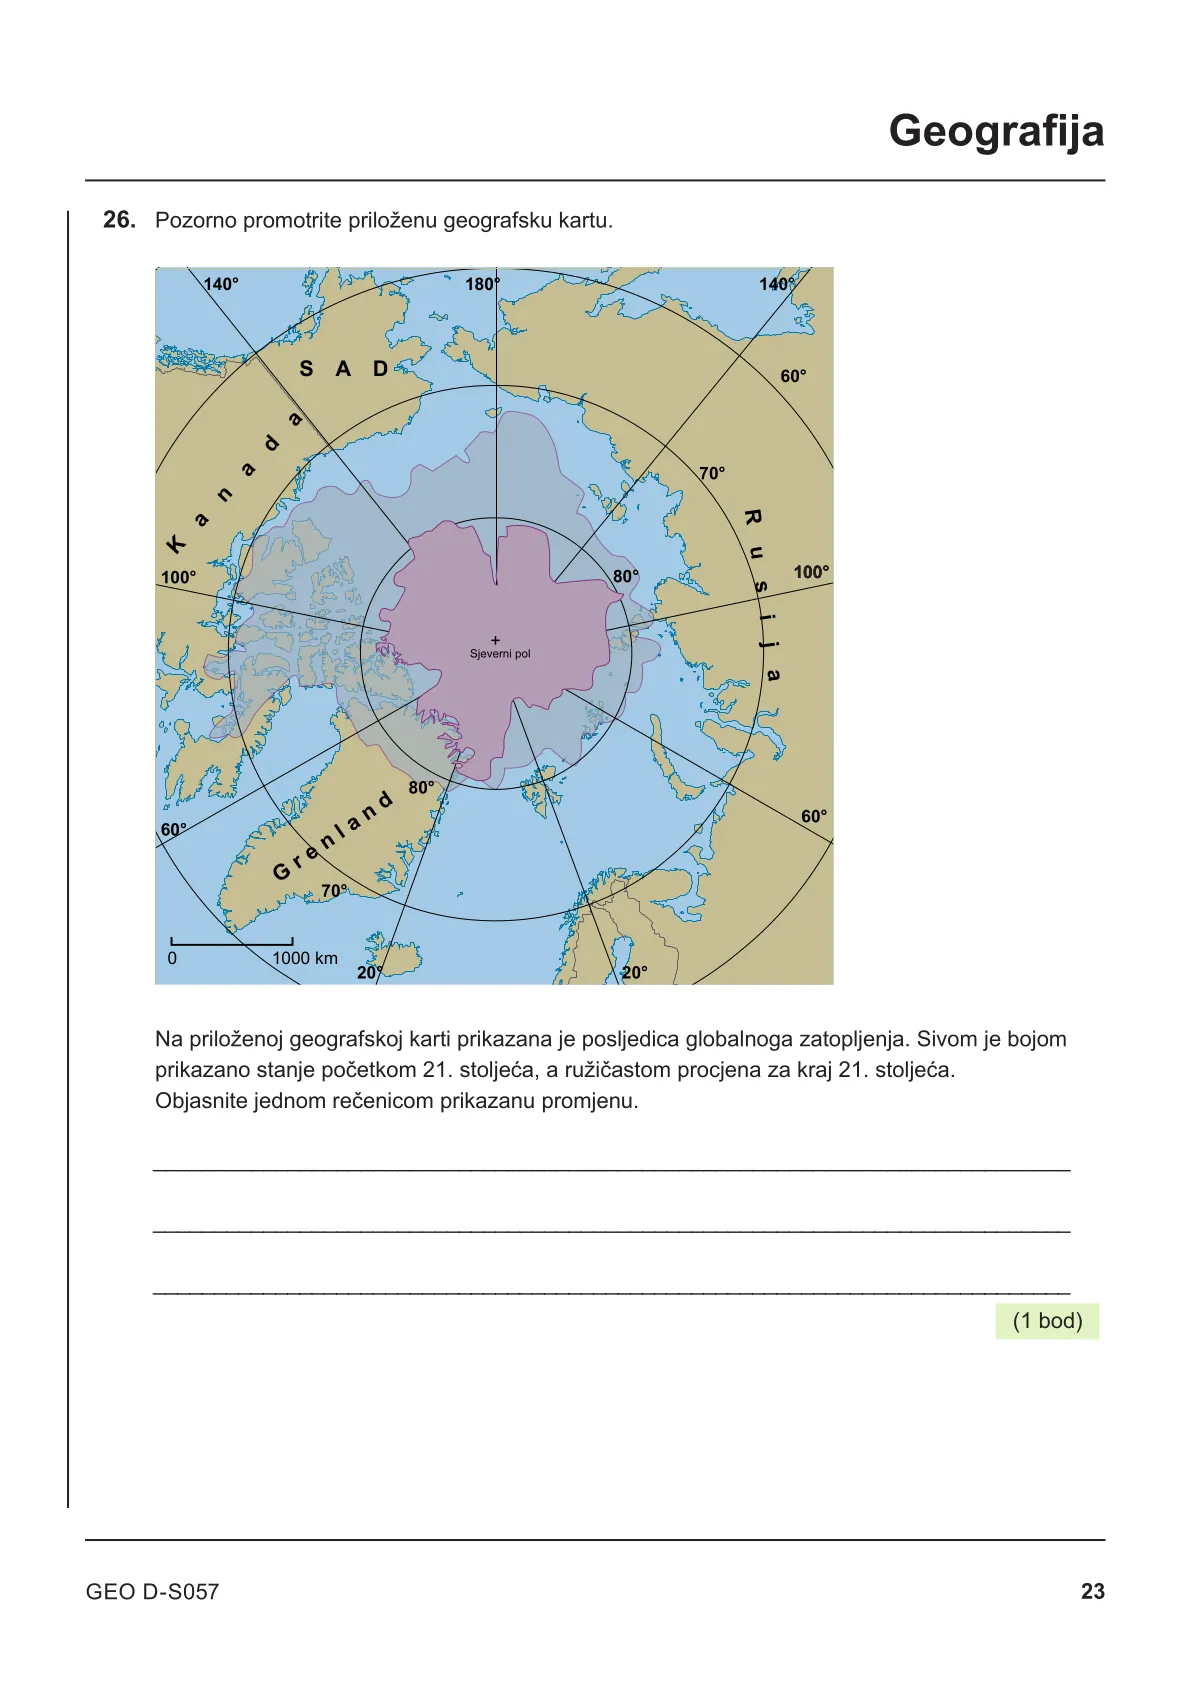 Geografija
26. Pozorno promotrite priloženu geografsku kartu.
140° 180° 140°
S A D
60°
Kanada
70°
Rusija
100° 80° 100°
+
Sjeverni pol
80°
Grenland
60° 60°
70°
0 1000 km
20° 20°
Na priloženoj geografskoj karti prikazana je posljedica globalnoga zatopljenja. Sivom je bojom
prikazano stanje početkom 21. stoljeća, a ružičastom procjena za kraj 21. stoljeća.
Objasnite jednom rečenicom prikazanu promjenu.
(1 bod)
GEO D-S057
23